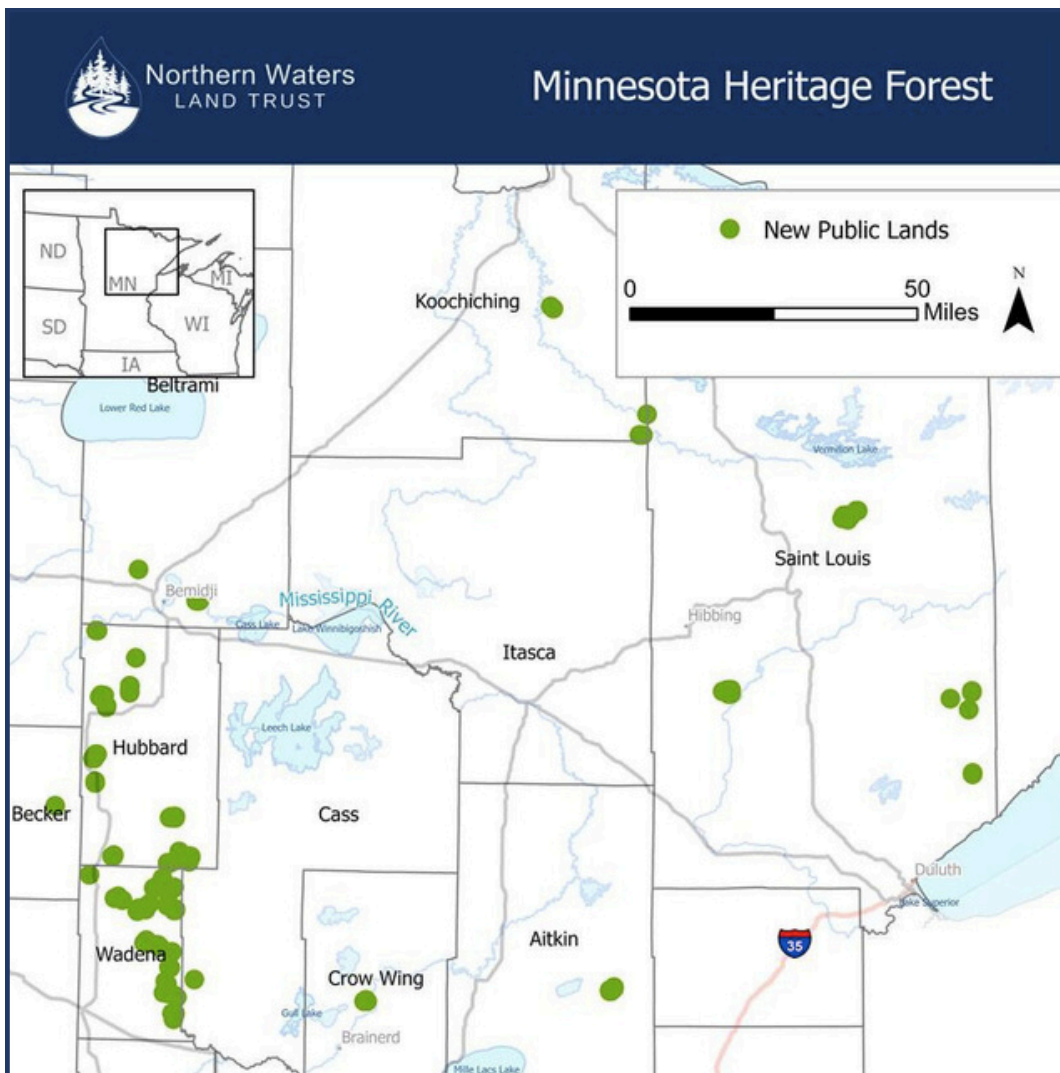 Northern Waters
LAND TRUST
Minnesota Heritage Forest
ND
MN
MI
SD
WI
IA
New Public Lands
0
50
Miles
N
Koochiching
Beltrami
Lower Red Lake
Vermilion Lake
Saint Louis
Bemidji
Mississippi River
Cass Lake
Lake Winnibigoshish
Hibbing
Itasca
Leech Lake
Hubbard
Becker
Cass
Duluth
Lake Superior
Wadena
Aitkin
35
Crow Wing
Gull Lake
Brainerd
Mille Lacs Lake